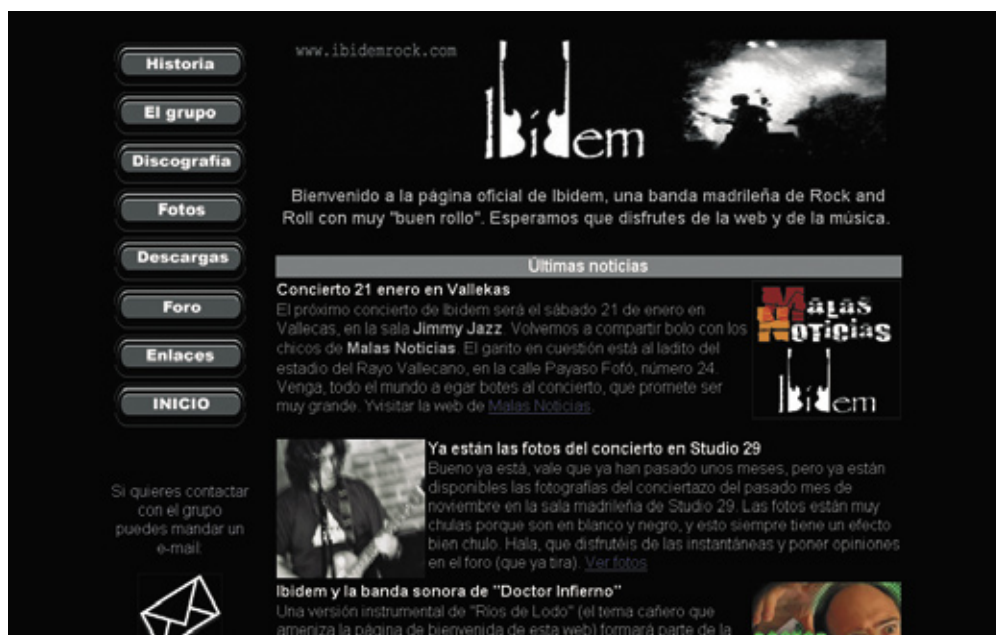 Historia
El grupo
Discografía
Fotos
Descargas
Foro
Enlaces
INICIO
Si quieres contactar
con el grupo
puedes mandar un
e-mail:
www.ibidemrock.com
Ibidem
Bienvenido a la página oficial de Ibidem, una banda madrileña de Rock and
Roll con muy "buen rollo". Esperamos que disfrutes de la web y de la música.
Últimas noticias
Concierto 21 enero en Vallekas
El próximo concierto de Ibidem será el sábado 21 de enero en
Vallecas, en la sala Jimmy Jazz. Volvemos a compartir bolo con los
chicos de Malas Noticias. El garito en cuestión está al ladito del
estadio del Rayo Vallecano, en la calle Payaso Fofó, número 24.
Venga, todo el mundo a egar botes al concierto, que promete ser
muy grande. Yvisitar la web de Malas Noticias.
MALAS
NOTICIAS
Ibidem
Ya están las fotos del concierto en Studio 29
Bueno ya está, vale que ya han pasado unos meses, pero ya están
disponibles las fotografías del conciertazo del pasado mes de
noviembre en la sala madrileña de Studio 29. Las fotos están muy
chulas porque son en blanco y negro, y esto siempre tiene un efecto
bien chulo. Hala, que disfrutéis de las instantáneas y poner opiniones
en el foro (que ya tira). Ver fotos
Ibidem y la banda sonora de "Doctor Infierno"
Una versión instrumental de "Ríos de Lodo" (el tema cañero que
ameniza la página de bienvenida de esta web) formará parte de la